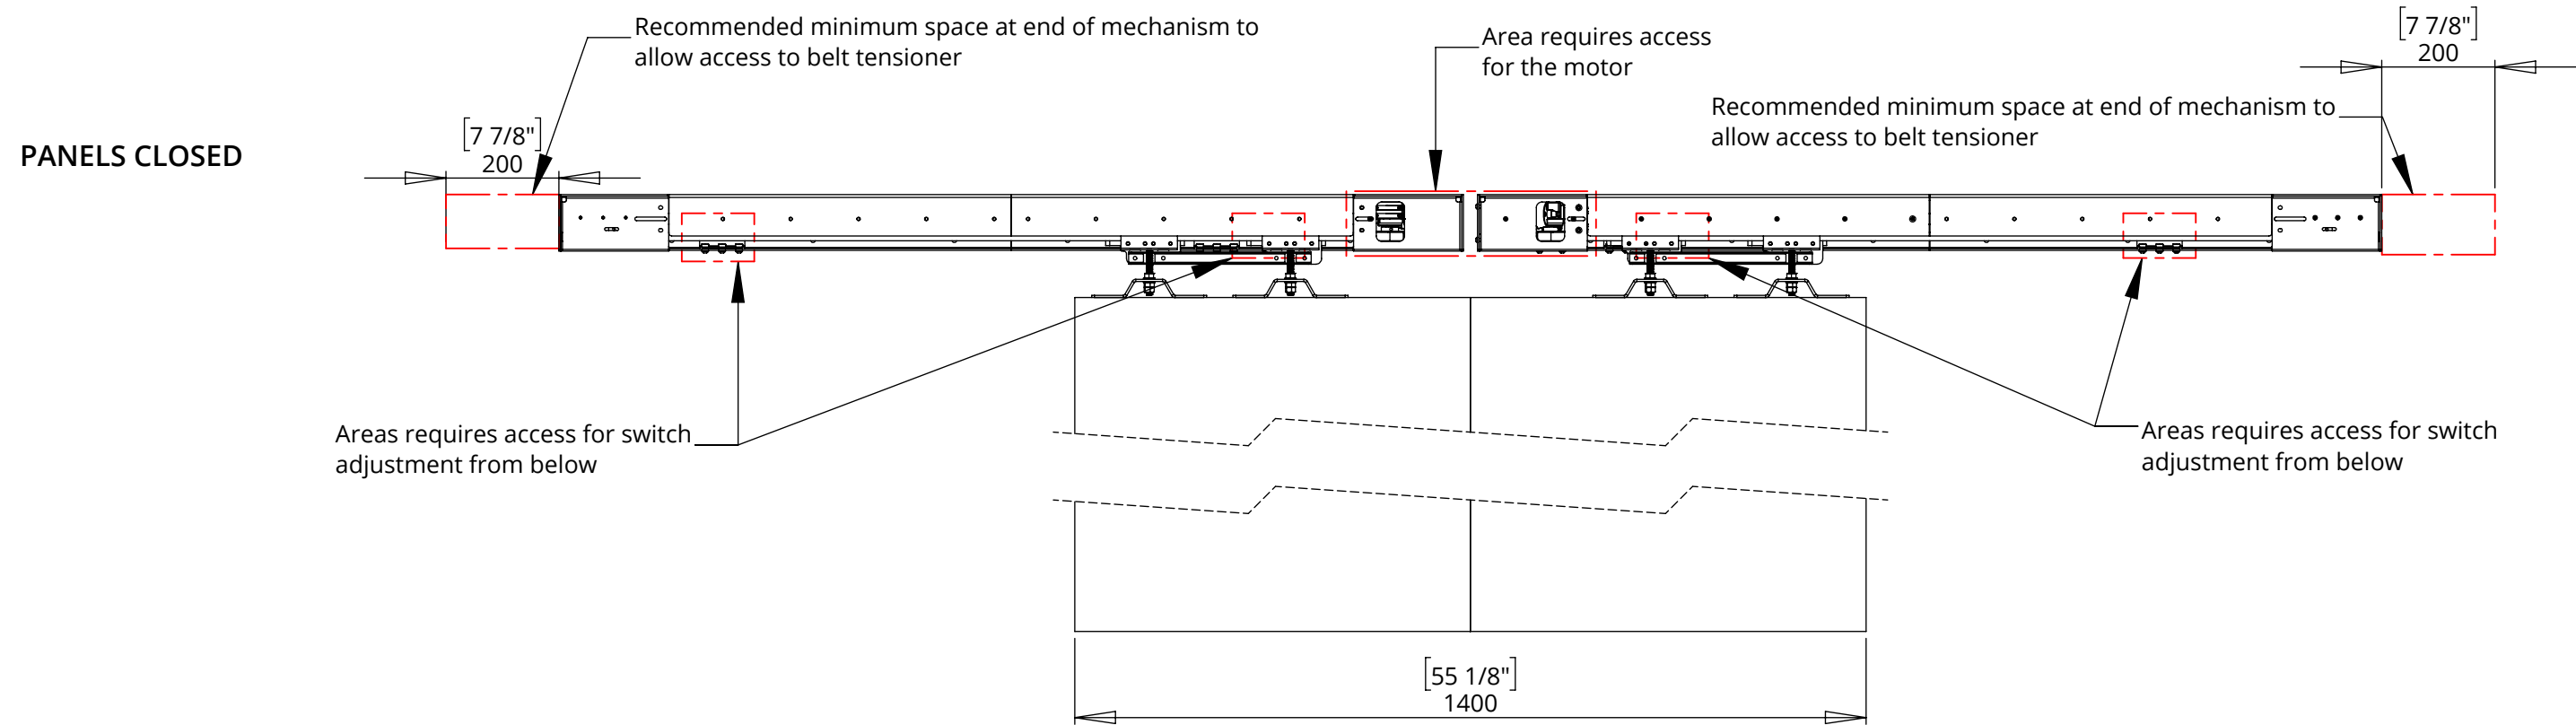 Recommended minimum space at end of mechanism to
allow access to belt tensioner
Area requires access
for the motor
[7 7/8"]
200
Recommended minimum space at end of mechanism to
allow access to belt tensioner
[7 7/8"]
200
PANELS CLOSED
Areas requires access for switch
adjustment from below
Areas requires access for switch
adjustment from below
[55 1/8"]
1400